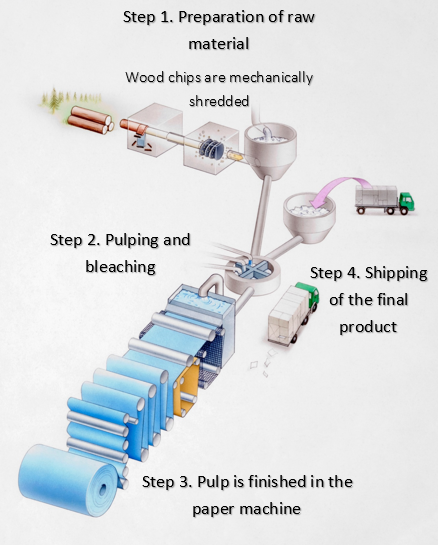 Step 1. Preparation of raw
material
Wood chips are mechanically
shredded
Step 2. Pulping and
bleaching
Step 4. Shipping
of the final
product
Step 3. Pulp is finished in the
paper machine